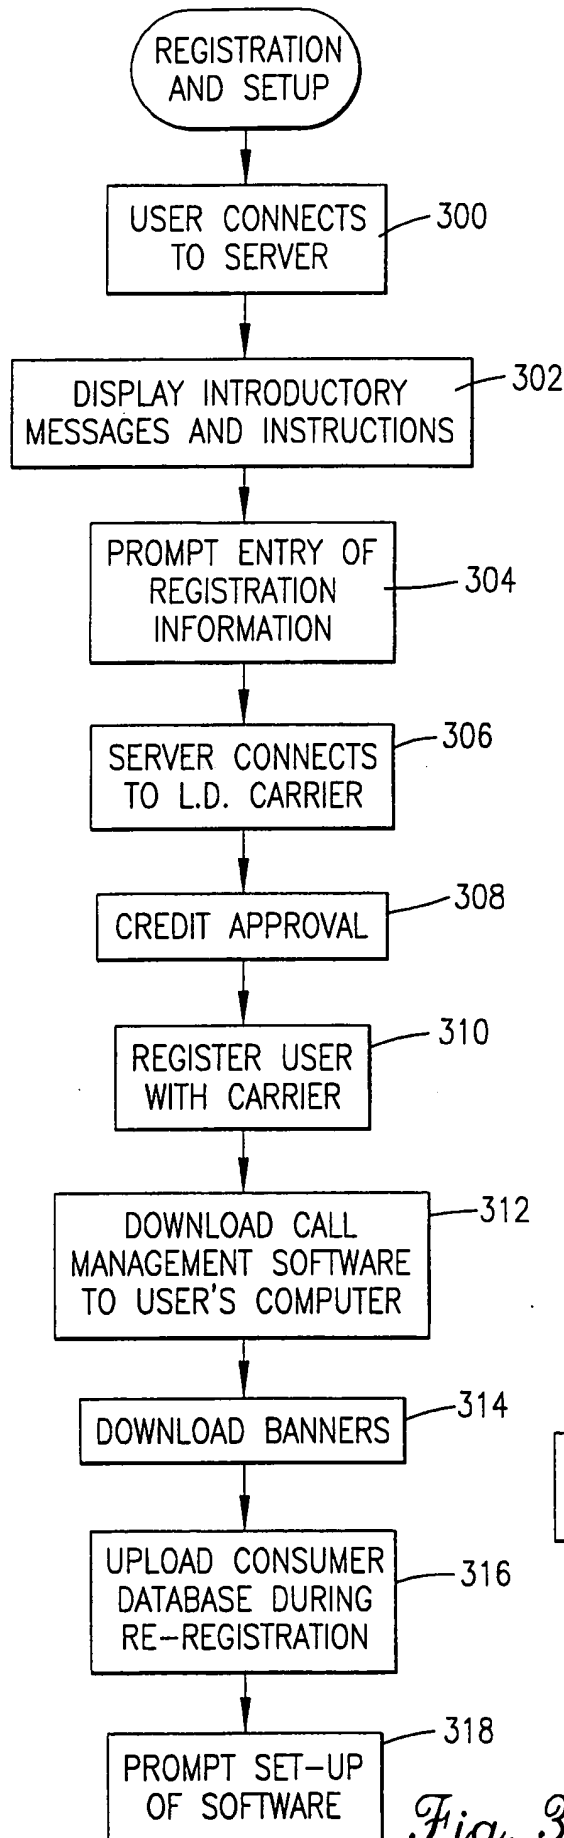 REGISTRATION
AND SETUP
USER CONNECTS
TO SERVER
300
DISPLAY INTRODUCTORY
MESSAGES AND INSTRUCTIONS
302
PROMPT ENTRY OF
REGISTRATION
INFORMATION
304
SERVER CONNECTS
TO L.D. CARRIER
306
CREDIT APPROVAL
308
REGISTER USER
WITH CARRIER
310
DOWNLOAD CALL
MANAGEMENT SOFTWARE
TO USER'S COMPUTER
312
DOWNLOAD BANNERS
314
UPLOAD CONSUMER
DATABASE DURING
RE-REGISTRATION
316
PROMPT SET-UP
OF SOFTWARE
318
Fig. 3